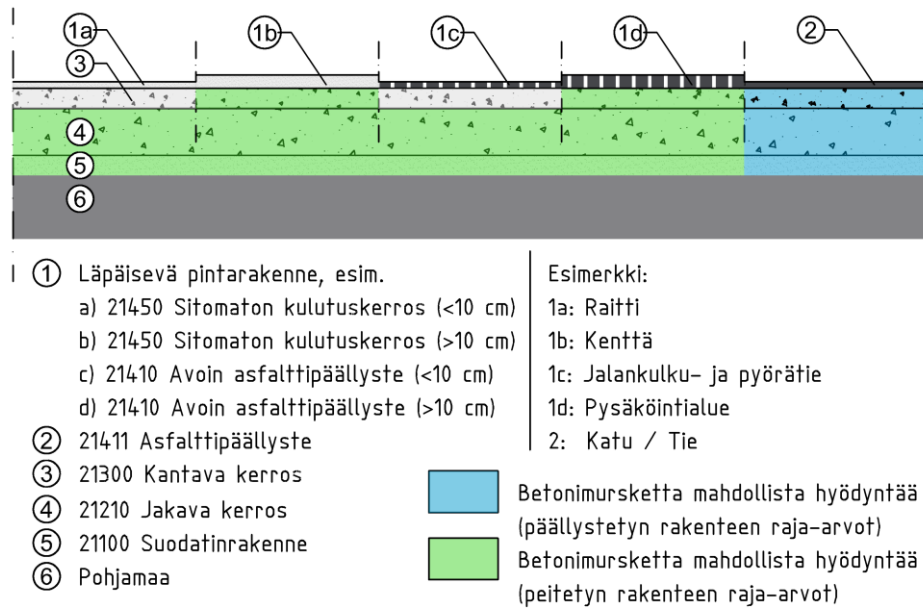 1a
1b
1c
1d
2
3
4
5
6
1 Läpäisevä pintarakenne, esim.
a) 21450 Sitomaton kulutuskerros (<10 cm)
b) 21450 Sitomaton kulutuskerros (>10 cm)
c) 21410 Avoin asfalttipäällyste (<10 cm)
d) 21410 Avoin asfalttipäällyste (>10 cm)
2 21411 Asfalttipäällyste
3 21300 Kantava kerros
4 21210 Jakava kerros
5 21100 Suodatinrakenne
6 Pohjamaa
Esimerkki:
1a: Raitti
1b: Kenttä
1c: Jalankulku- ja pyörätie
1d: Pysäköintialue
2: Katu / Tie
Betonimursketta mahdollista hyödyntää
(päällystetyn rakenteen raja-arvot)
Betonimursketta mahdollista hyödyntää
(peitetyn rakenteen raja-arvot)